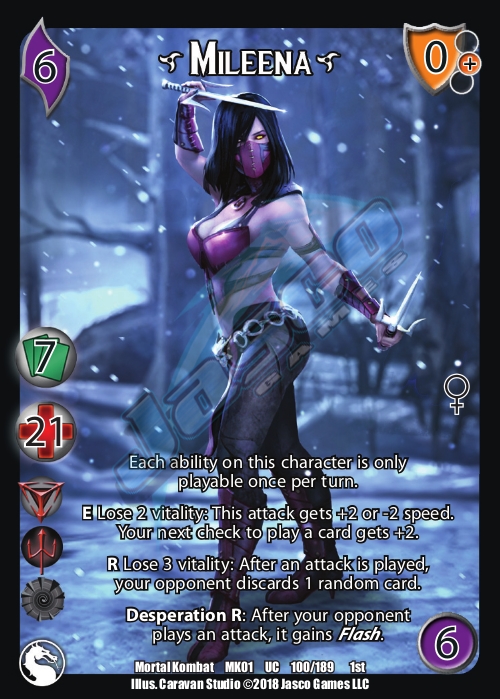 6
MILEENA
0
+
7
21
Jasco
GAMES
Each ability on this character is only
playable once per turn.
E Lose 2 vitality: This attack gets +2 or -2 speed.
Your next check to play a card gets +2.
R Lose 3 vitality: After an attack is played,
your opponent discards 1 random card.
Desperation R: After your opponent
plays an attack, it gains Flash.
6
Mortal Kombat MK01 UC 100/189 1st
Illus. Caravan Studio ©2018 Jasco Games LLC